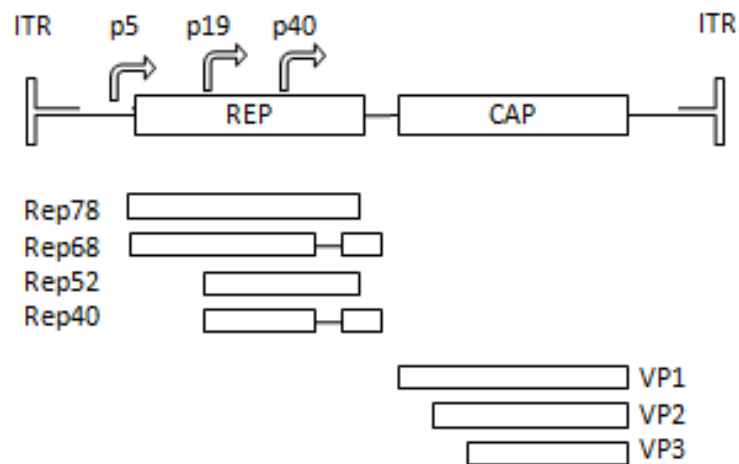 ITR p5 p19 p40 ITR
REP CAP
Rep78
Rep68
Rep52
Rep40
VP1
VP2
VP3